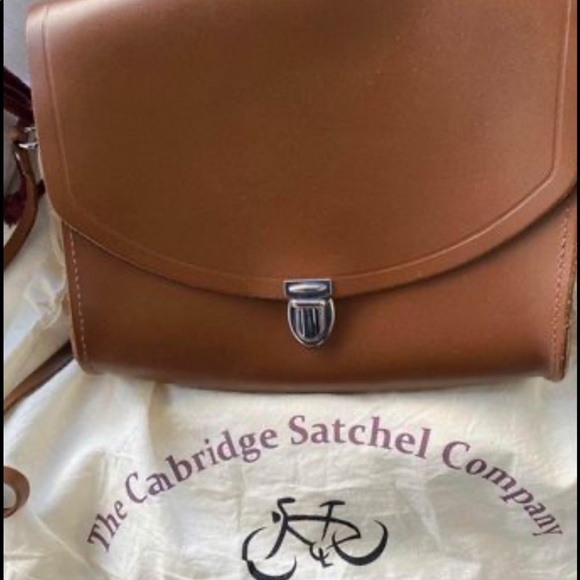 The Cabridge Satchel Company